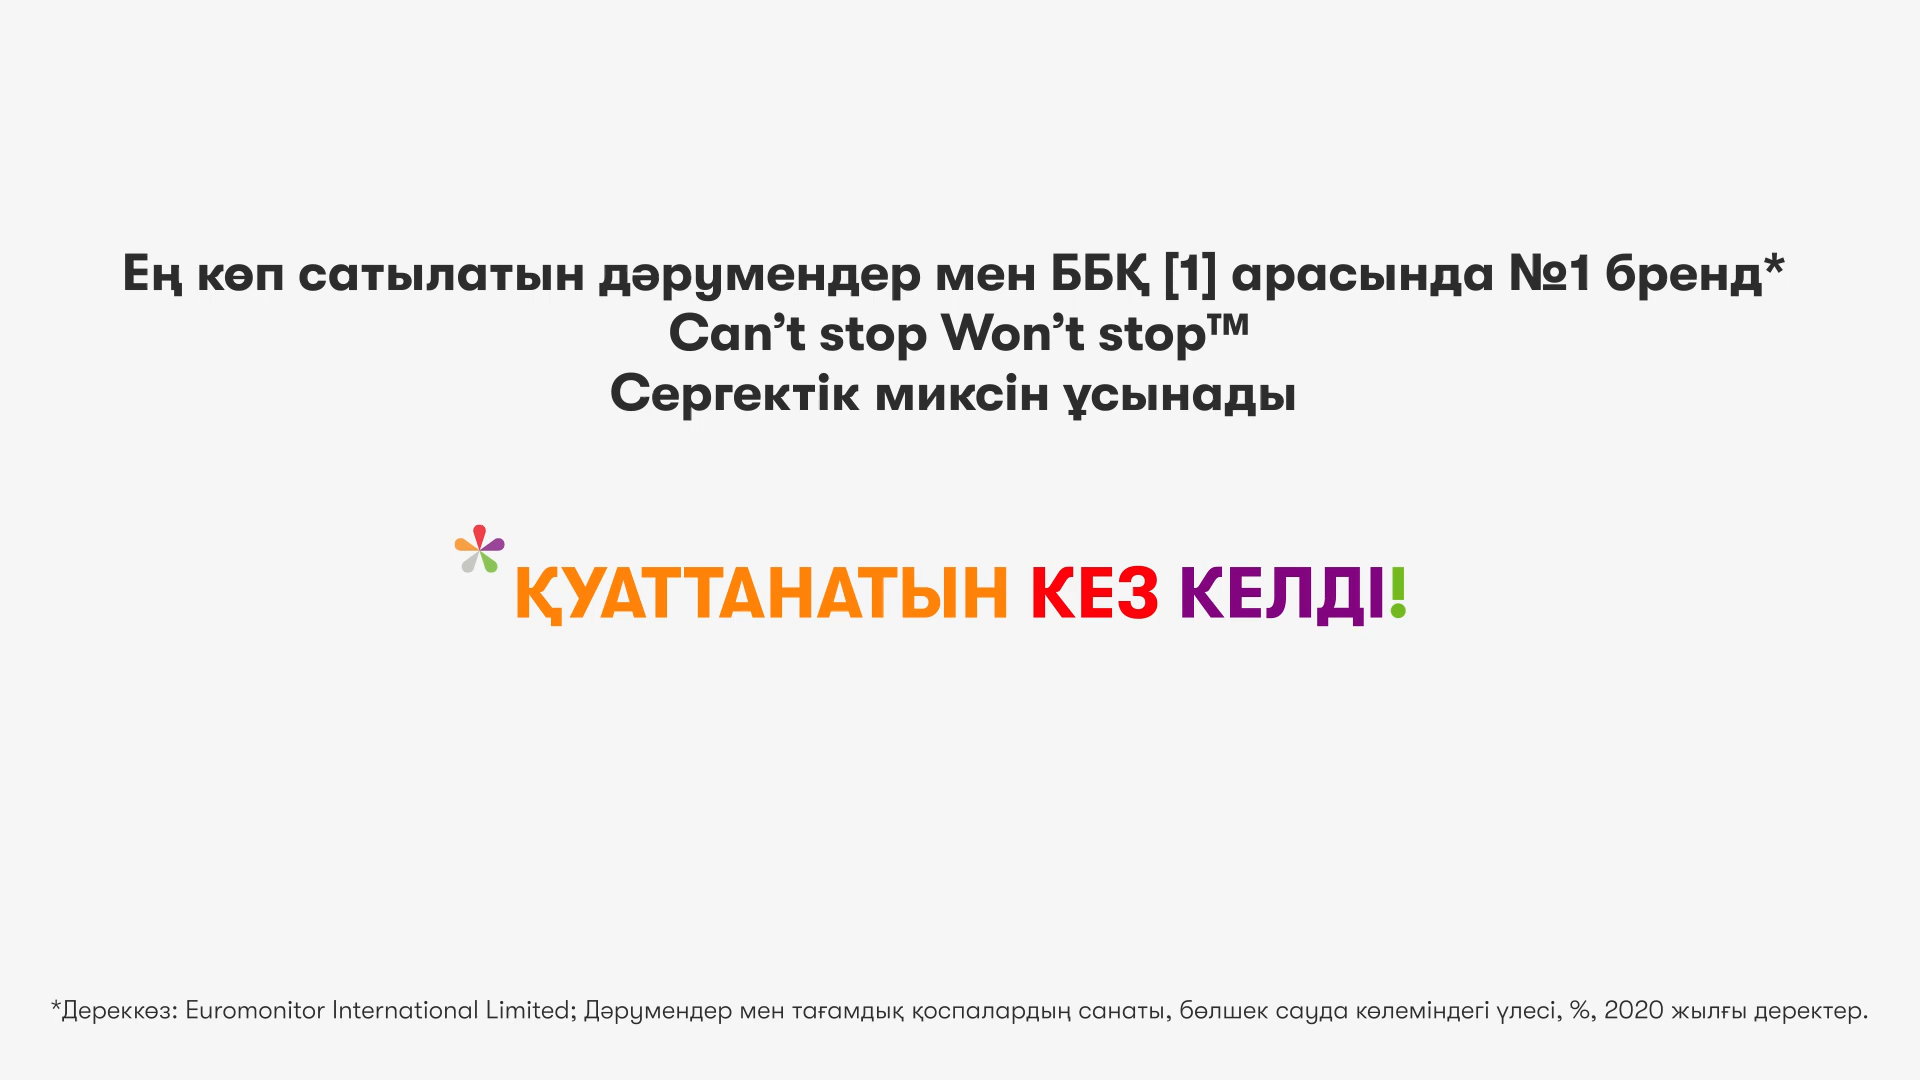 Ең көп сатылатын дәрумендер мен ББҚ [1] арасында №1 бренд*
Can’t stop Won’t stop™
Сергектік миксін ұсынады
ҚУАТТАНАТЫН КЕЗ КЕЛДІ!
*Дереккөз: Euromonitor International Limited; Дәрумендер мен тағамдық қоспалардың санаты, бөлшек сауда көлеміндегі үлесі, %, 2020 жылғы деректер.